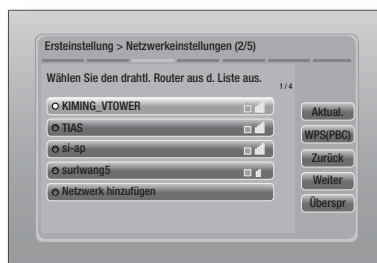 Ersteinstellung > Netzwerkeinstellungen (2/5)
Wählen Sie den drahtl. Router aus d. Liste aus.
1/4
KIMING_VTOWER
TIAS
si-ap
surlwang5
Netzwerk hinzufügen
Aktual.
WPS(PBC)
Zurück
Weiter
Überspr